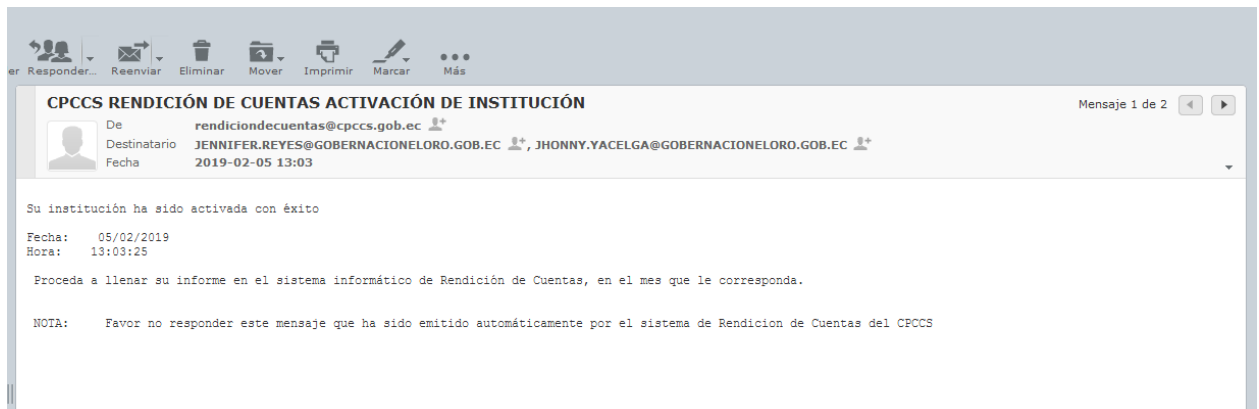 er Responder... Reenviar Eliminar Mover Imprimir Marcar Más
CPCCS RENDICIÓN DE CUENTAS ACTIVACIÓN DE INSTITUCIÓN
Mensaje 1 de 2
De rendiciondecuentas@cpccs.gob.ec
Destinatario JENNIFER.REYES@GOBERNACIONELORO.GOB.EC, JHONNY.YACELGA@GOBERNACIONELORO.GOB.EC
Fecha 2019-02-05 13:03
Su institución ha sido activada con éxito
Fecha: 05/02/2019
Hora: 13:03:25
Proceda a llenar su informe en el sistema informático de Rendición de Cuentas, en el mes que le corresponda.
NOTA: Favor no responder este mensaje que ha sido emitido automáticamente por el sistema de Rendicion de Cuentas del CPCCS